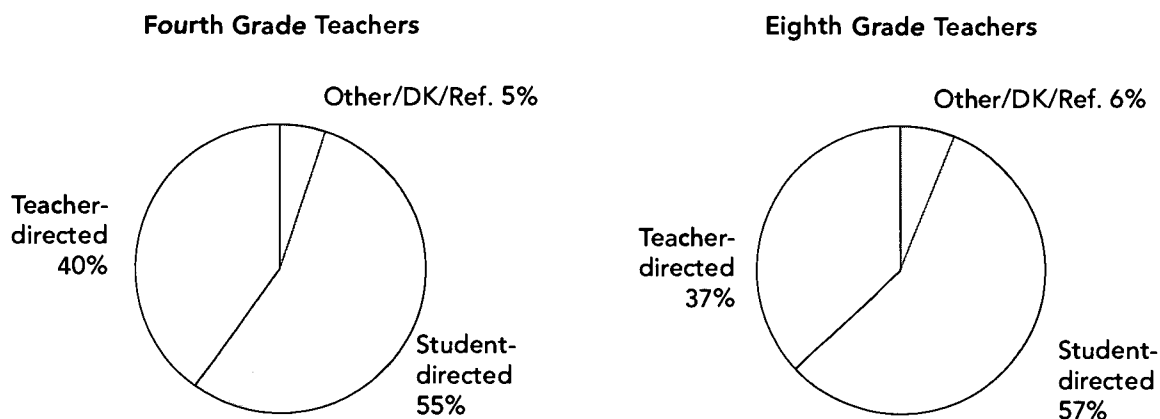 Fourth Grade Teachers
Other/DK/Ref. 5%
Teacher-
directed
40%
Student-
directed
55%
Eighth Grade Teachers
Other/DK/Ref. 6%
Teacher-
directed
37%
Student-
directed
57%